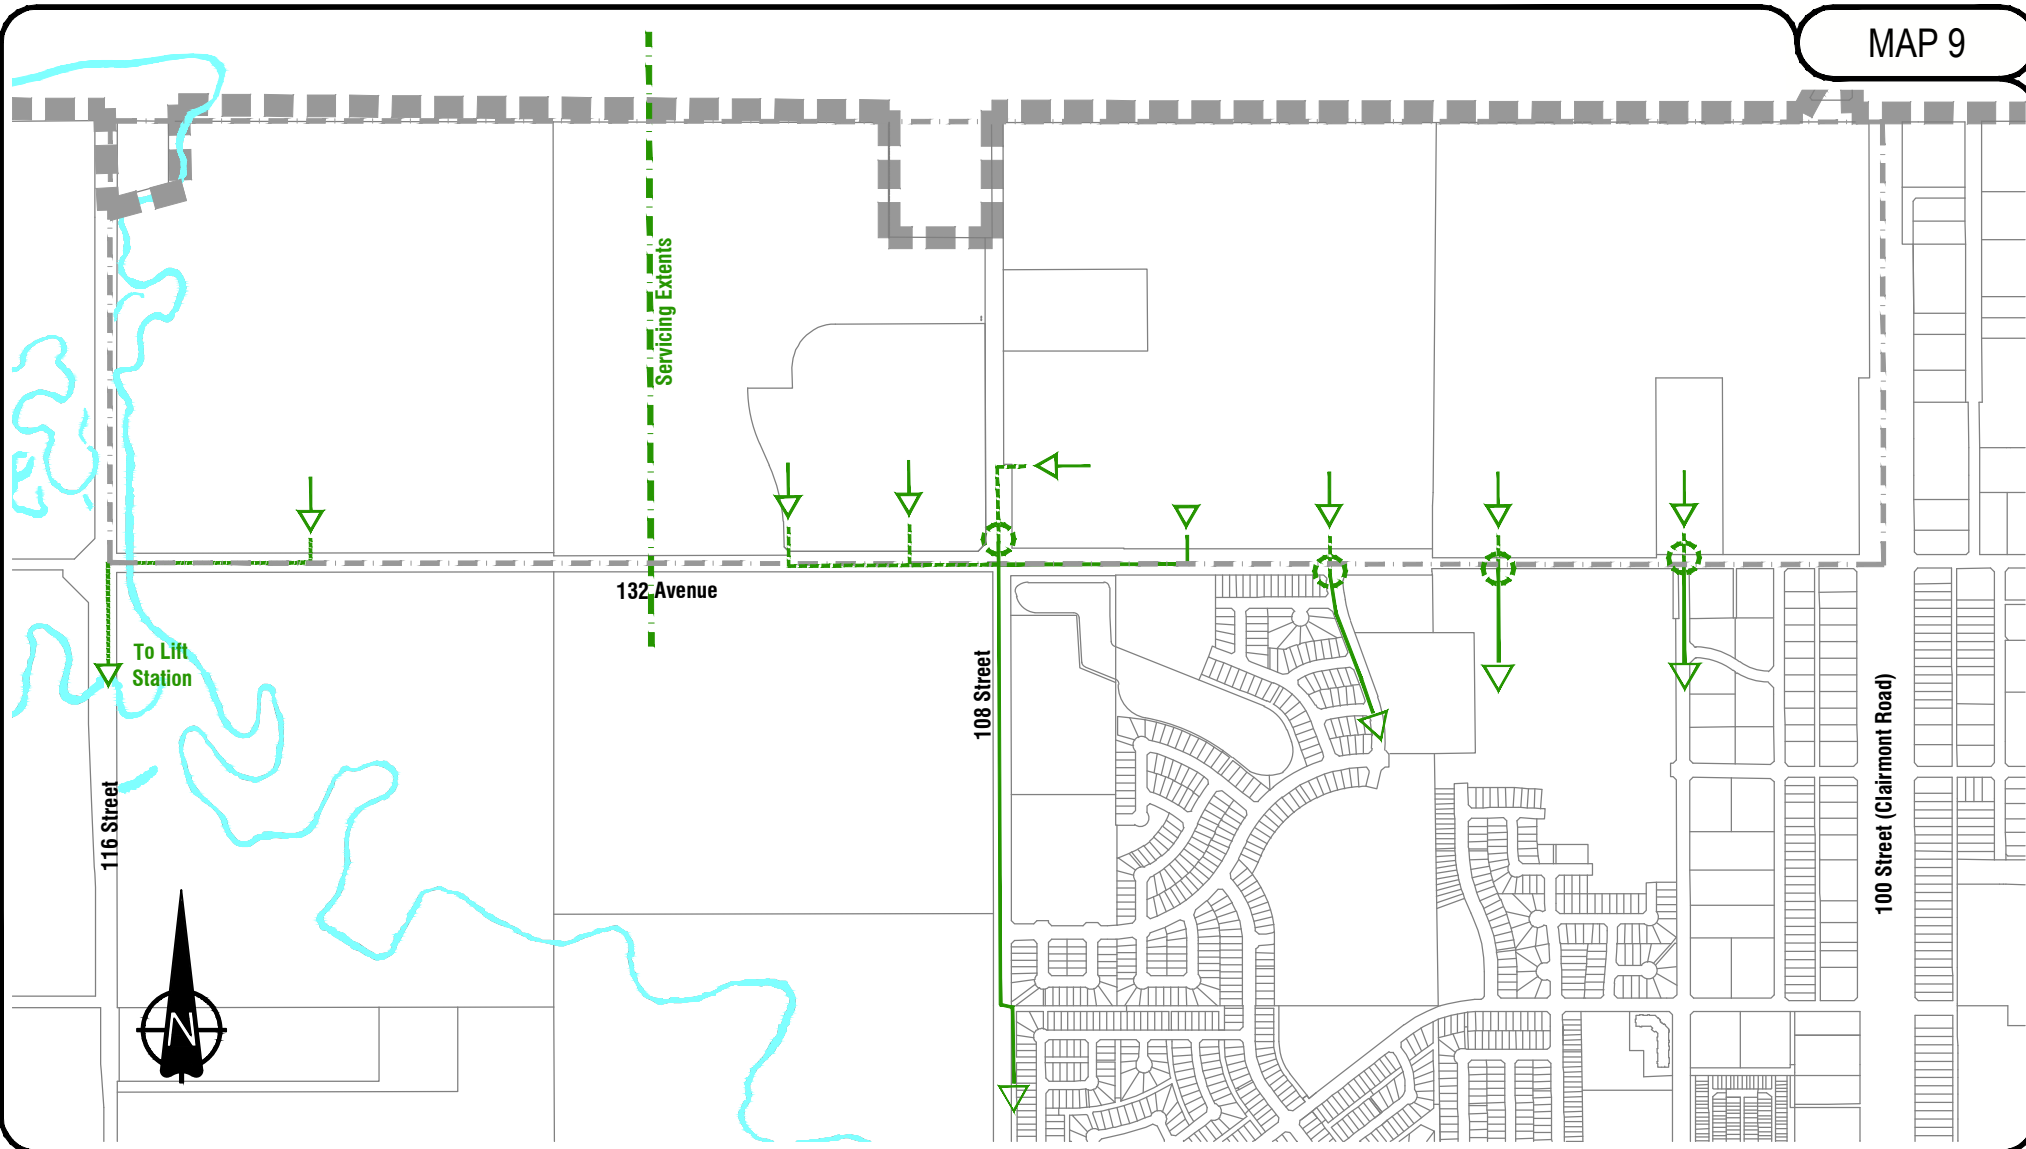 MAP 9
Servicing Extents
132 Avenue
To Lift
Station
108 Street
116 Street
100 Street (Clairmont Road)
N